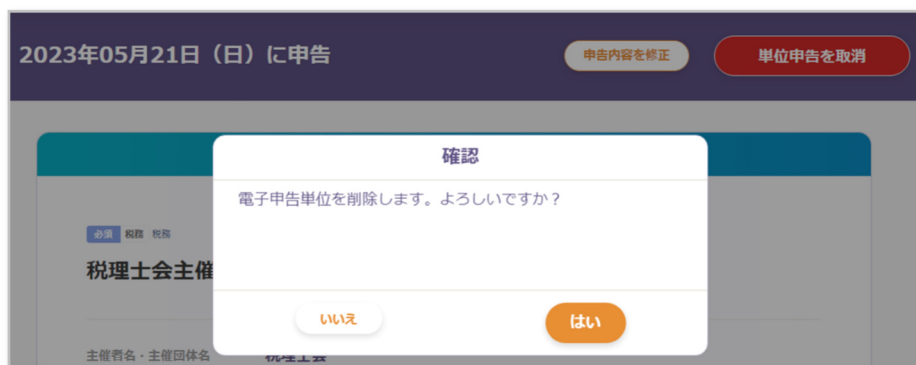 2023年05月21日（日）に申告
申告内容を修正
単位申告を取消
確認
電子申告単位を削除します。よろしいですか？
必須 税務 税務
税理士会主催
いいえ
はい
主催者名・主催団体名
税理士会